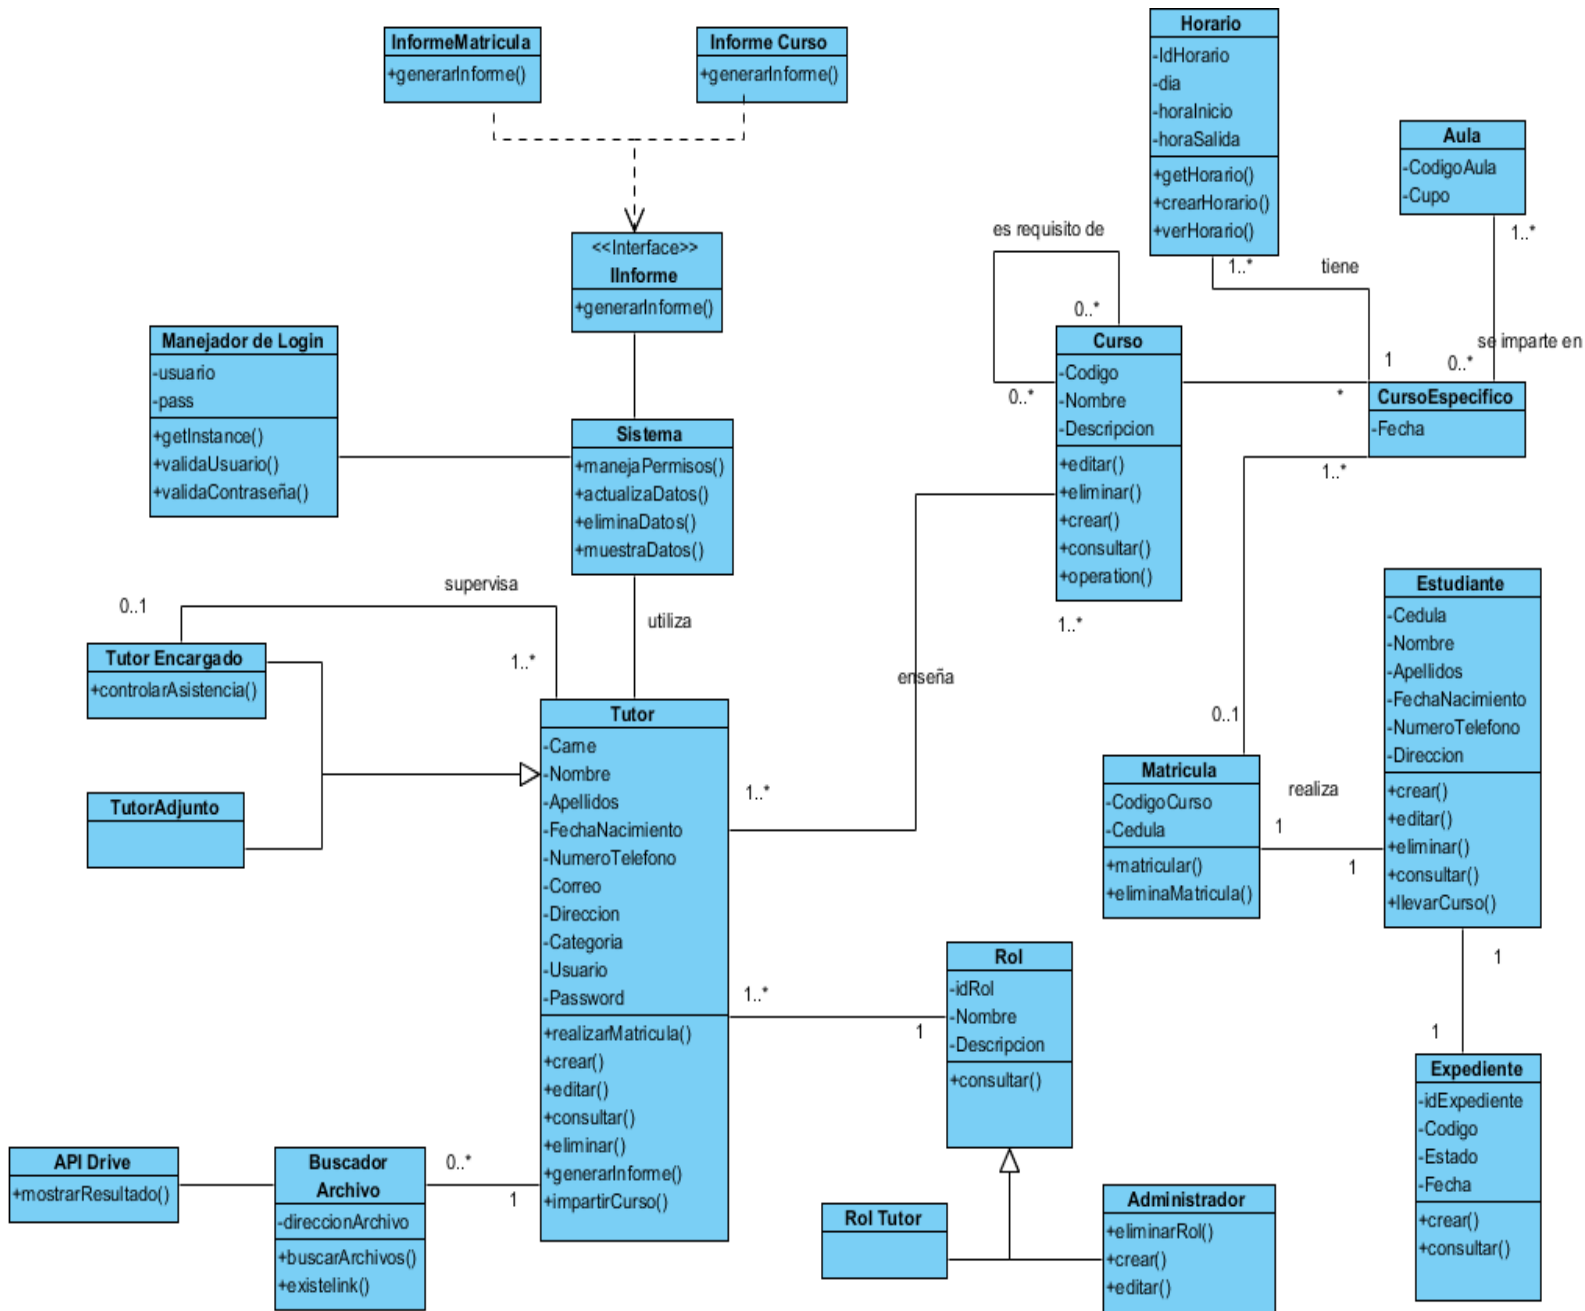 InformeMatricula
+generarInforme()
Informe Curso
+generarInforme()
Horario
-IdHorario
-dia
-horaInicio
-horaSalida
+getHorario()
+crearHorario()
+verHorario()
Aula
-CodigoAula
-Cupo
1..*
1..*
tiene
es requisito de
0..*
0..*
<<Interface>>
IInforme
+generarInforme()
Manejador de Login
-usuario
-pass
+getInstance()
+validaUsuario()
+validaContraseña()
Sistema
+manejaPermisos()
+actualizaDatos()
+eliminaDatos()
+muestraDatos()
Curso
-Codigo
-Nombre
-Descripcion
+editar()
+eliminar()
+crear()
+consultar()
+operation()
1..*
se imparte en
1
0..*
*
CursoEspecifico
-Fecha
1..*
supervisa
0..1
1..*
utiliza
enseña
Tutor Encargado
+controlarAsistencia()
TutorAdjunto
Tutor
-Carne
-Nombre
-Apellidos
-FechaNacimiento
-NumeroTelefono
-Correo
-Direccion
-Categoria
-Usuario
-Password
+realizarMatricula()
+crear()
+editar()
+consultar()
+eliminar()
+generarInforme()
+impartirCurso()
1..*
0..1
Matricula
-CodigoCurso
-Cedula
+matricular()
+eliminaMatricula()
realiza
1
1
Estudiante
-Cedula
-Nombre
-Apellidos
-FechaNacimiento
-NumeroTelefono
-Direccion
+crear()
+editar()
+eliminar()
+consultar()
+llevarCurso()
1
1
1..*
1
Rol
-idRol
-Nombre
-Descripcion
+consultar()
Expediente
-idExpediente
-Codigo
-Estado
-Fecha
+crear()
+consultar()
API Drive
+mostrarResultado()
Buscador
Archivo
-direccionArchivo
+buscarArchivos()
+existelink()
0..*
1
Rol Tutor
Administrador
+eliminarRol()
+crear()
+editar()